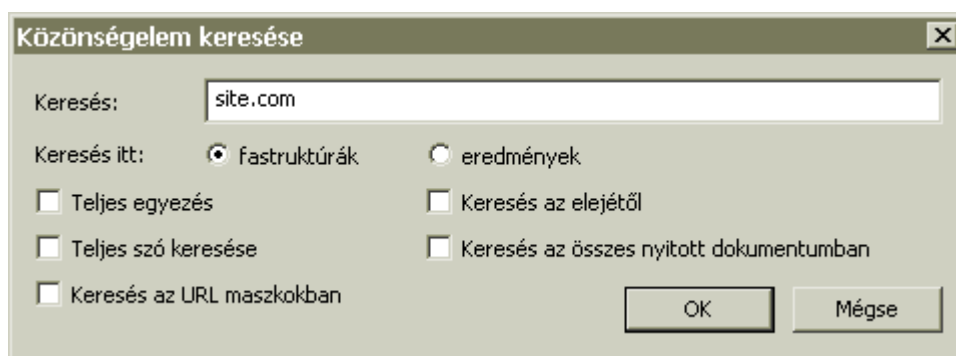 Közönségelem keresése
Keresés: site.com
Keresés itt: fastruktúrák eredmények
Teljes egyezés Keresés az elejétől
Teljes szó keresése Keresés az összes nyitott dokumentumban
Keresés az URL maszkokban
OK Mégse